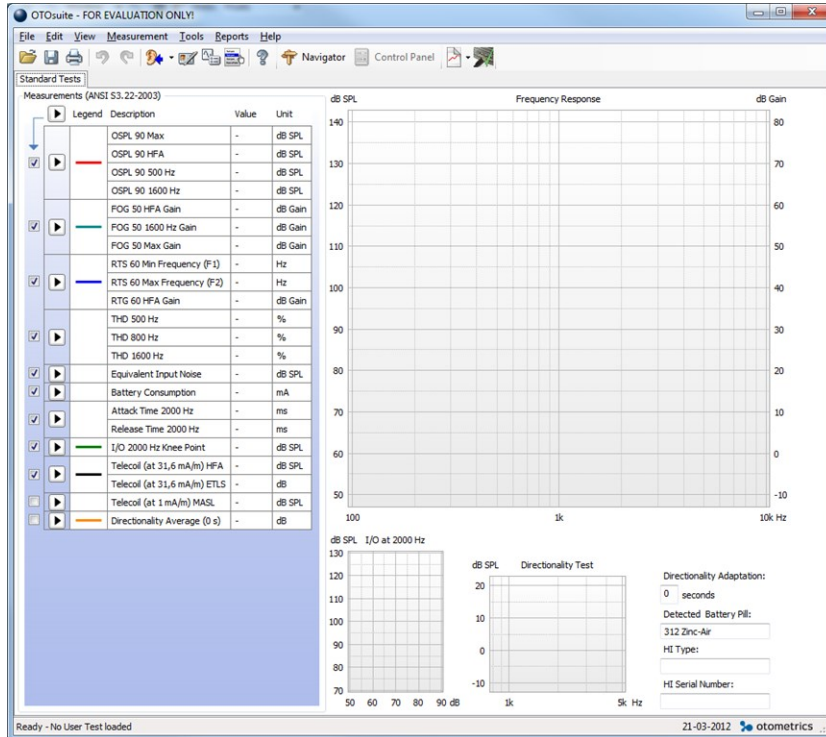 OTOsuite - FOR EVALUATION ONLY!
File Edit View Measurement Tools Reports Help
Navigator Control Panel
Standard Tests
Measurements (ANSI S3.22-2003)
Legend Description Value Unit
OSPL 90 Max - dB SPL
OSPL 90 HFA - dB SPL
OSPL 90 500 Hz - dB SPL
OSPL 90 1600 Hz - dB SPL
FOG 50 HFA Gain - dB Gain
FOG 50 1600 Hz Gain - dB Gain
FOG 50 Max Gain - dB Gain
RTS 60 Min Frequency (F1) - Hz
RTS 60 Max Frequency (F2) - Hz
RTG 60 HFA Gain - dB Gain
THD 500 Hz - %
THD 800 Hz - %
THD 1600 Hz - %
Equivalent Input Noise - dB SPL
Battery Consumption - mA
Attack Time 2000 Hz - ms
Release Time 2000 Hz - ms
I/O 2000 Hz Knee Point - dB SPL
Telecoil (at 31,6 mA/m) HFA - dB SPL
Telecoil (at 31,6 mA/m) ETLS - dB
Telecoil (at 1 mA/m) MASL - dB SPL
Directionality Average (0 s) - dB
dB SPL Frequency Response dB Gain
140 80
130 70
120 60
110 50
100 40
90 30
80 20
70 10
60 0
50 -10
100 1k 10k Hz
dB SPL I/O at 2000 Hz
130
120
110
100
90
80
70
50 60 70 80 90 dB
dB SPL Directionality Test
20
10
0
-10
1k 5k Hz
Directionality Adaptation:
0 seconds
Detected Battery Pill:
312 Zinc-Air
HI Type:
HI Serial Number:
Ready - No User Test loaded 21-03-2012 otometrics